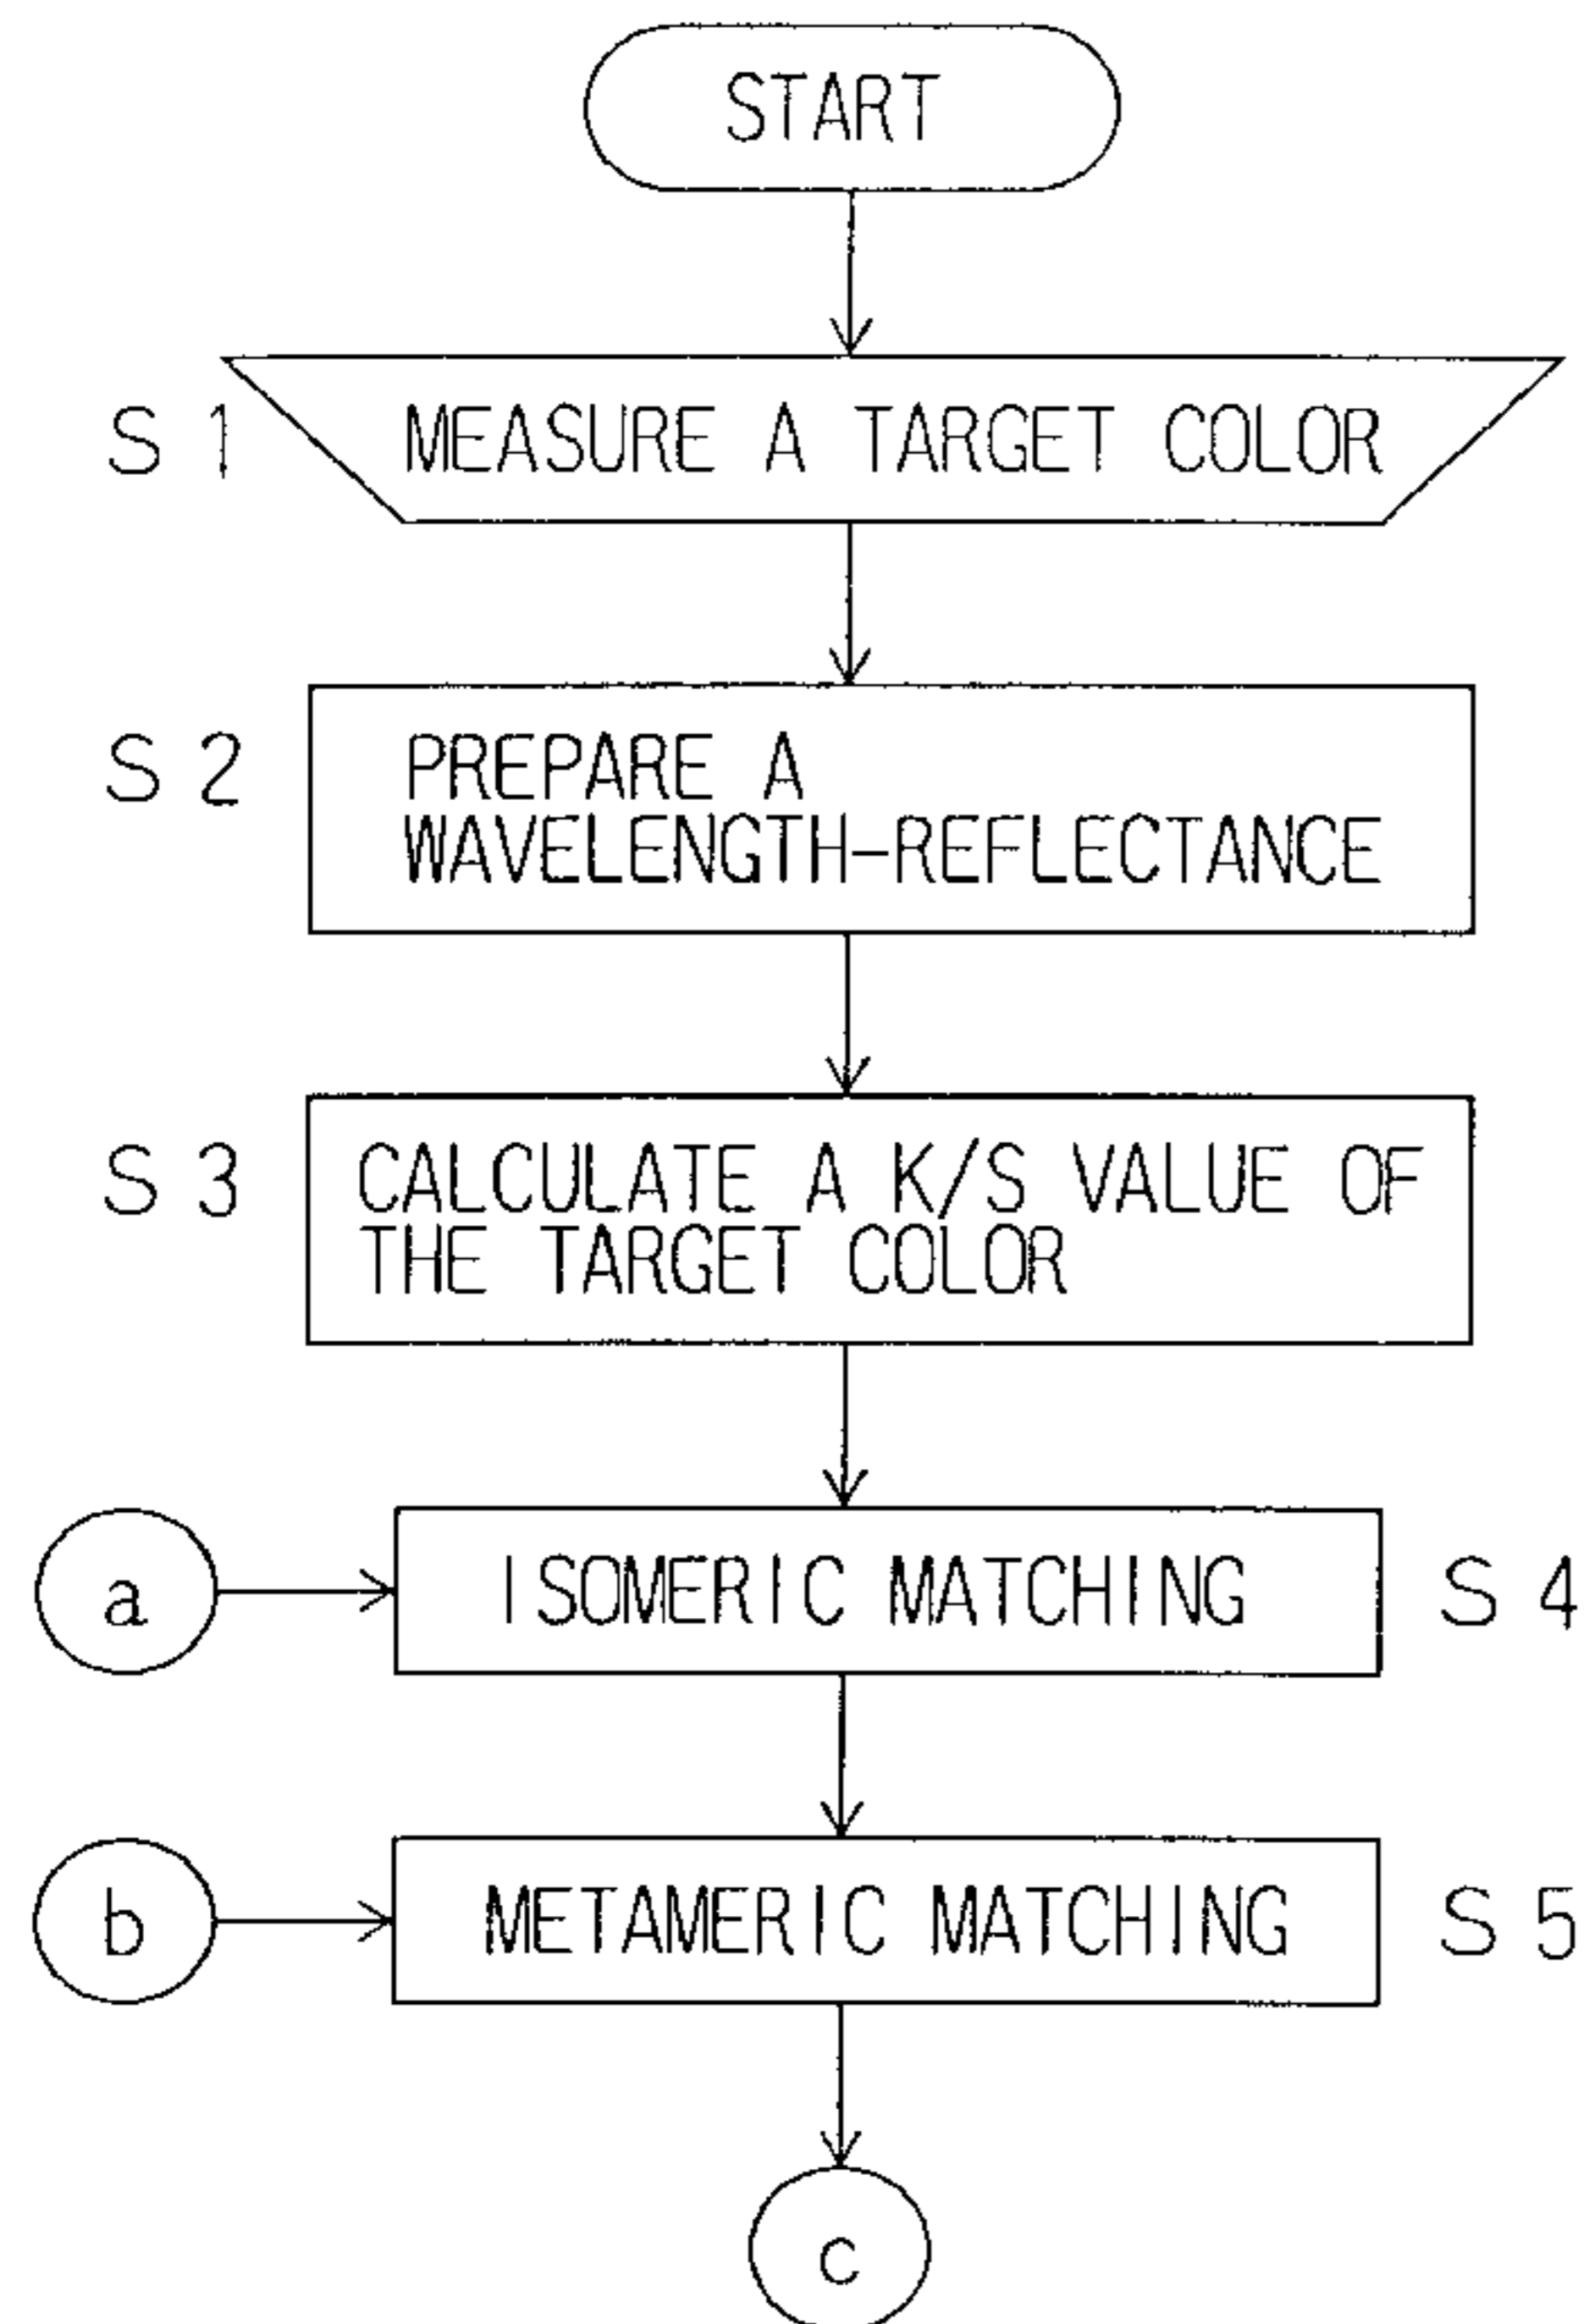 START
S 1 MEASURE A TARGET COLOR
S 2 PREPARE A
WAVELENGTH-REFLECTANCE
S 3 CALCULATE A K/S VALUE OF
THE TARGET COLOR
a ISOMERIC MATCHING S 4
b METAMERIC MATCHING S 5
c